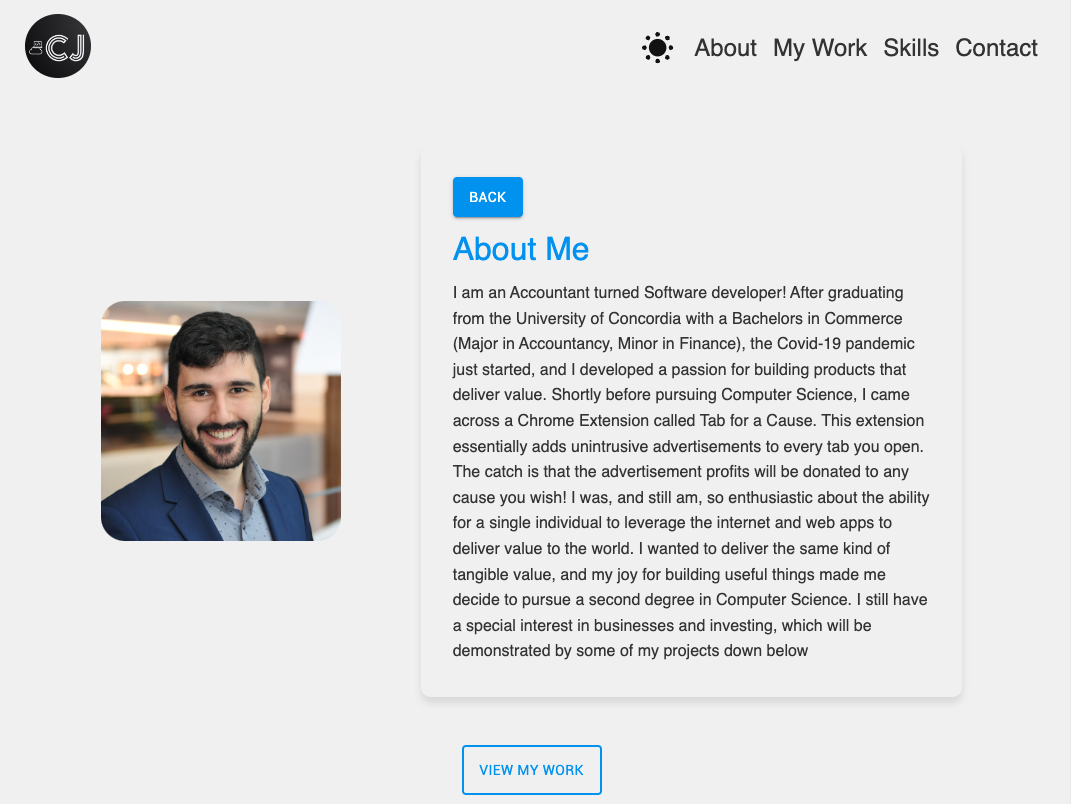 CJ
About My Work Skills Contact
BACK
About Me
I am an Accountant turned Software developer! After graduating
from the University of Concordia with a Bachelors in Commerce
(Major in Accountancy, Minor in Finance), the Covid-19 pandemic
just started, and I developed a passion for building products that
deliver value. Shortly before pursuing Computer Science, I came
across a Chrome Extension called Tab for a Cause. This extension
essentially adds unintrusive advertisements to every tab you open.
The catch is that the advertisement profits will be donated to any
cause you wish! I was, and still am, so enthusiastic about the ability
for a single individual to leverage the internet and web apps to
deliver value to the world. I wanted to deliver the same kind of
tangible value, and my joy for building useful things made me
decide to pursue a second degree in Computer Science. I still have
a special interest in businesses and investing, which will be
demonstrated by some of my projects down below
VIEW MY WORK